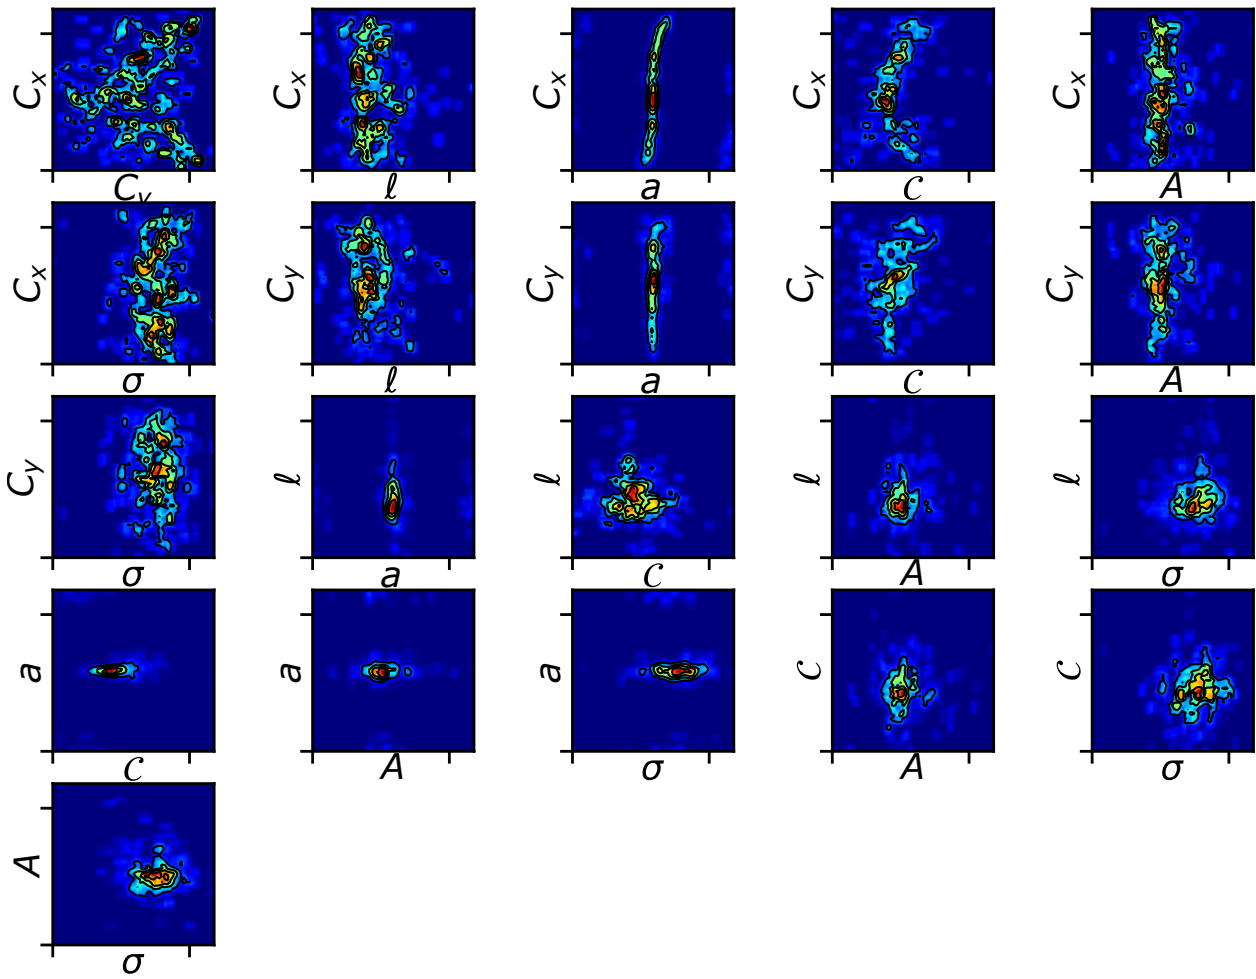 C_x C_x C_x C_x C_x
C_y ℓ a 𝒞 A
C_x C_y C_y C_y C_y
σ ℓ a 𝒞 A
C_y ℓ ℓ ℓ ℓ
σ a 𝒞 A σ
a a a 𝒞 𝒞
𝒞 A σ A σ
A
σ